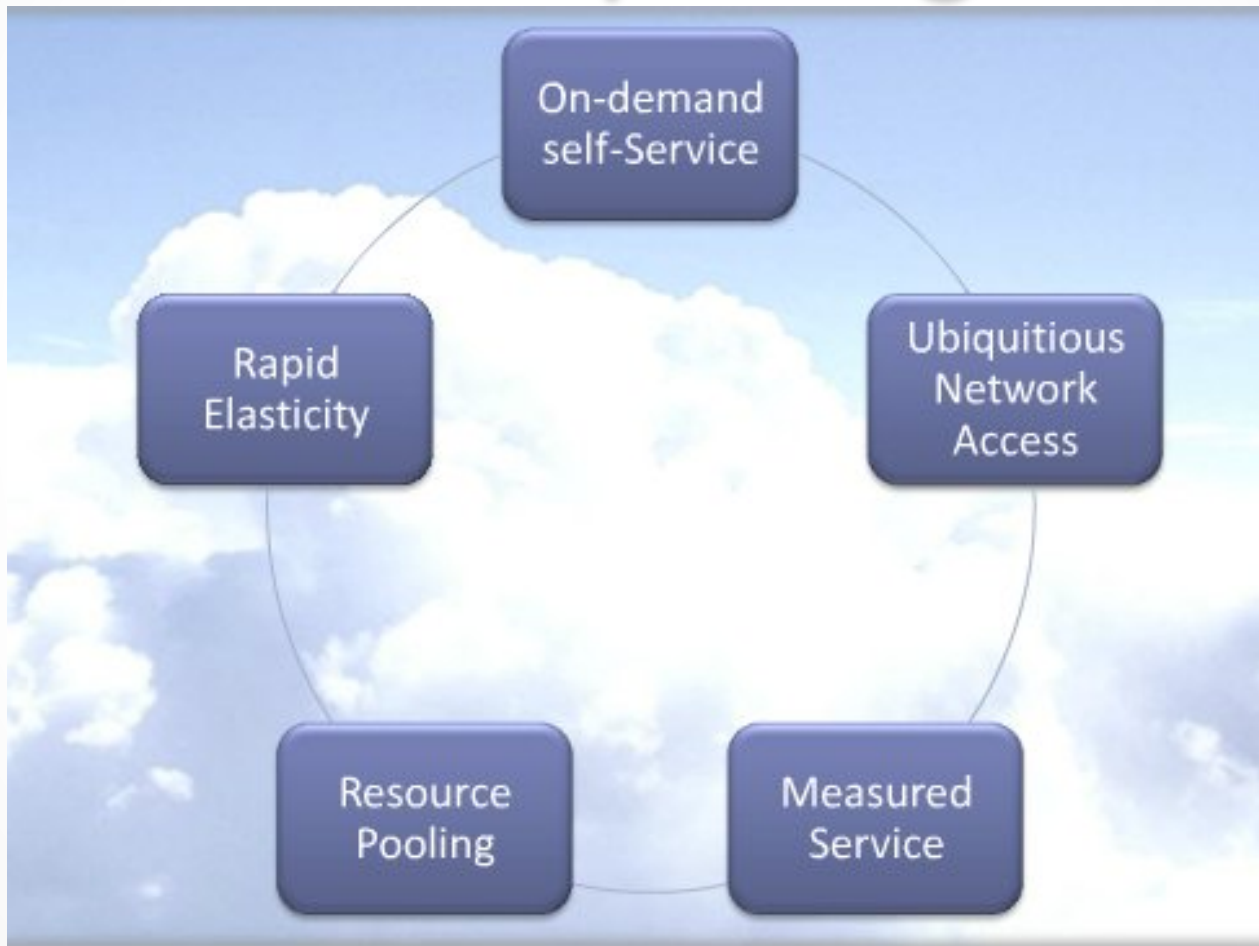 On-demand
self-Service
Ubiquitious
Network
Access
Measured
Service
Resource
Pooling
Rapid
Elasticity